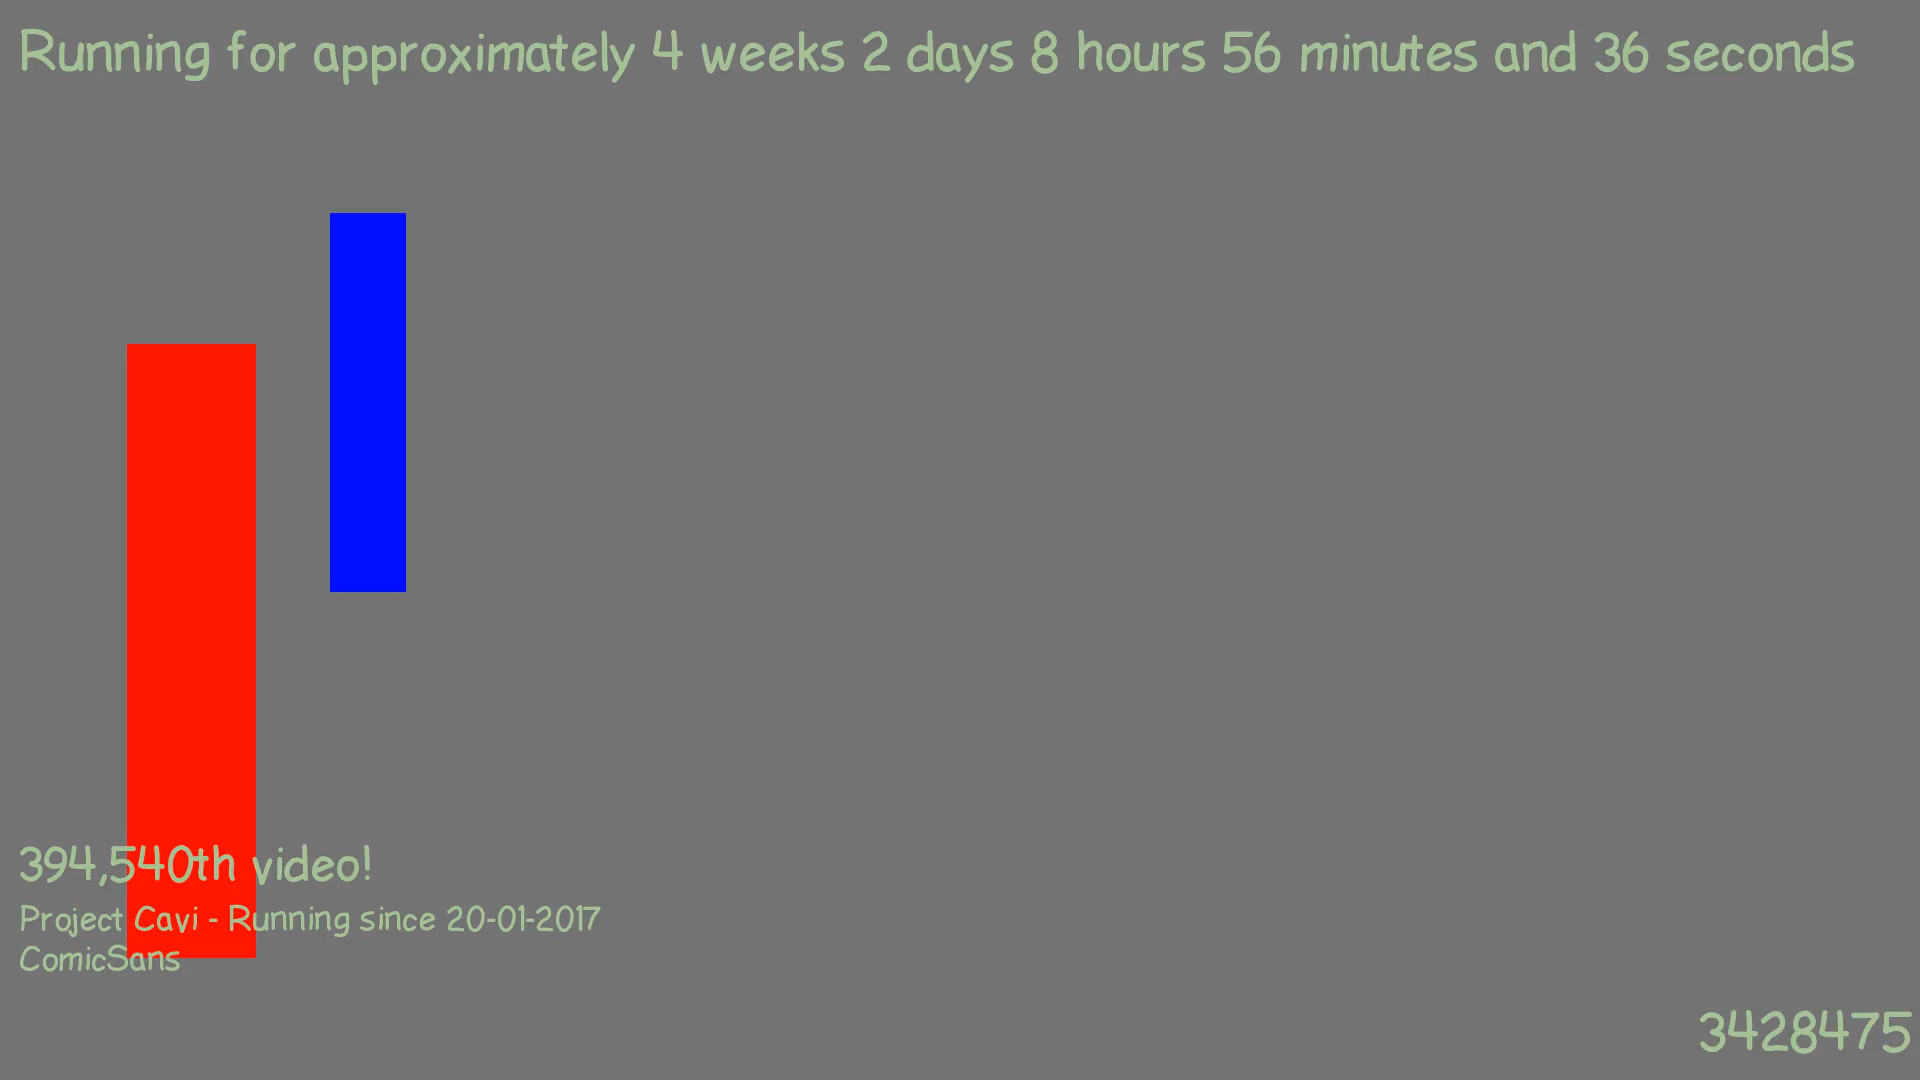 Running for approximately 4 weeks 2 days 8 hours 56 minutes and 36 seconds
394,540th video!
Project Cavi - Running since 20-01-2017
ComicSans
3428475